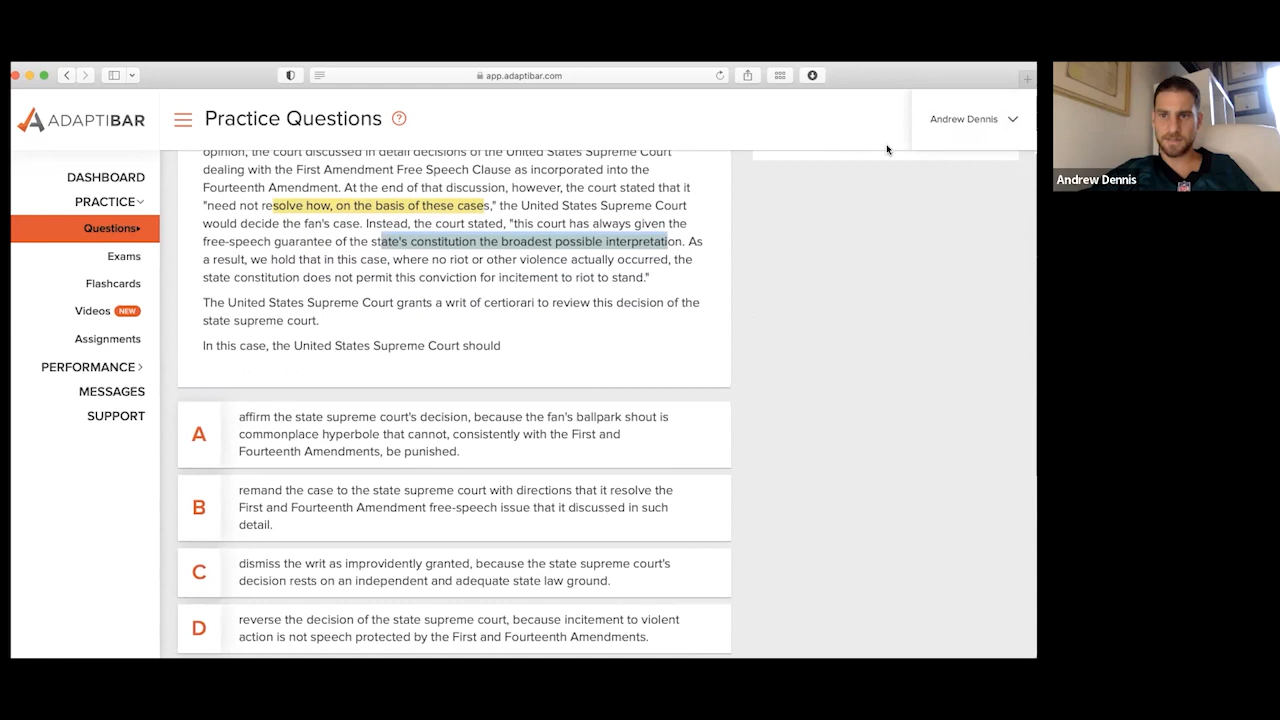 app.adaptibar.com
ADAPTIBAR
Practice Questions ?
Andrew Dennis
DASHBOARD
PRACTICE
Questions
Exams
Flashcards
Videos NEW
Assignments
PERFORMANCE
MESSAGES
SUPPORT
opinion, the court discussed in detail decisions of the United States Supreme Court
dealing with the First Amendment Free Speech Clause as incorporated into the
Fourteenth Amendment. At the end of that discussion, however, the court stated that it
"need not resolve how, on the basis of these cases," the United States Supreme Court
would decide the fan's case. Instead, the court stated, "this court has always given the
free-speech guarantee of the state's constitution the broadest possible interpretation. As
a result, we hold that in this case, where no riot or other violence actually occurred, the
state constitution does not permit this conviction for incitement to riot to stand."
The United States Supreme Court grants a writ of certiorari to review this decision of the
state supreme court.
In this case, the United States Supreme Court should
A
affirm the state supreme court's decision, because the fan's ballpark shout is
commonplace hyperbole that cannot, consistently with the First and
Fourteenth Amendments, be punished.
B
remand the case to the state supreme court with directions that it resolve the
First and Fourteenth Amendment free-speech issue that it discussed in such
detail.
C
dismiss the writ as improvidently granted, because the state supreme court's
decision rests on an independent and adequate state law ground.
D
reverse the decision of the state supreme court, because incitement to violent
action is not speech protected by the First and Fourteenth Amendments.
Andrew Dennis